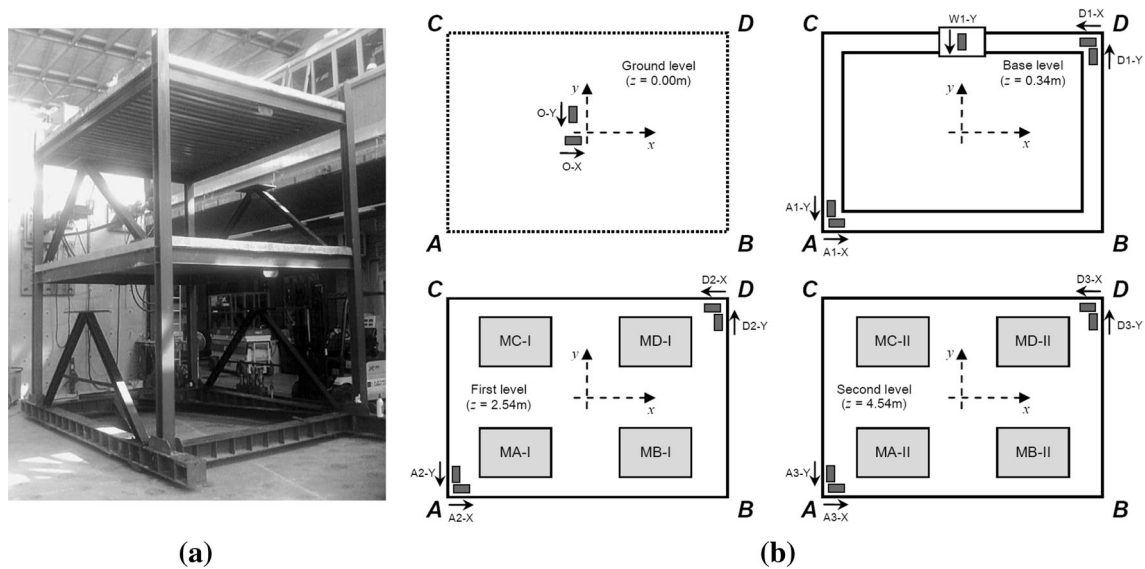 C
D
Ground level
(z = 0.00m)
y
O-Y
x
O-X
A
B
C
D
W1-Y
D1-X
D1-Y
Base level
(z = 0.34m)
y
x
A1-Y
A1-X
A
B
C
D
D2-X
D2-Y
MC-I
MD-I
y
First level
(z = 2.54m)
x
MA-I
MB-I
A2-Y
A2-X
A
B
C
D
D3-X
D3-Y
MC-II
MD-II
y
Second level
(z = 4.54m)
x
MA-II
MB-II
A3-Y
A3-X
A
B
(a)
(b)